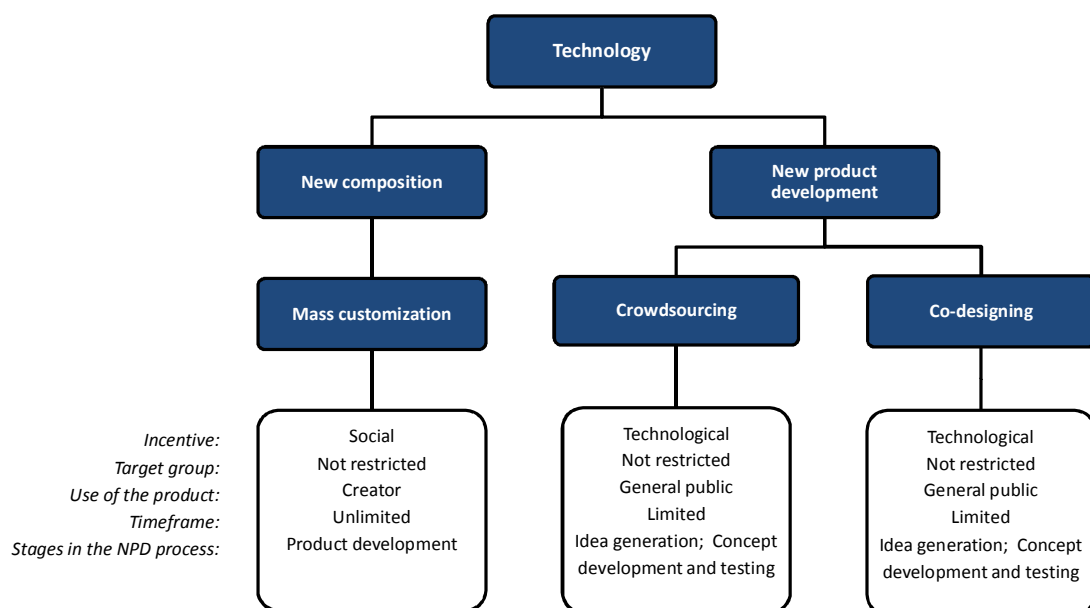 Technology
New composition
New product
development
Mass customization
Crowdsourcing
Co-designing
Incentive:
Target group:
Use of the product:
Timeframe:
Stages in the NPD process:
Social
Not restricted
Creator
Unlimited
Product development
Technological
Not restricted
General public
Limited
Idea generation; Concept
development and testing
Technological
Not restricted
General public
Limited
Idea generation; Concept
development and testing